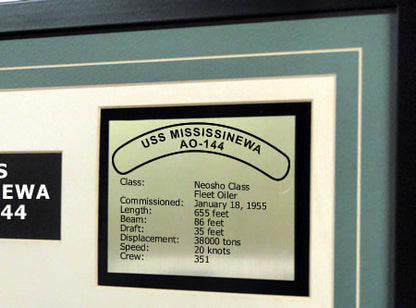 S
NEWA
44
USS MISSISSINEWA
AO-144
Class: Neosho Class
Fleet Oiler
Commissioned: January 18, 1955
Length: 655 feet
Beam: 86 feet
Draft: 35 feet
Displacement: 38000 tons
Speed: 20 knots
Crew: 351